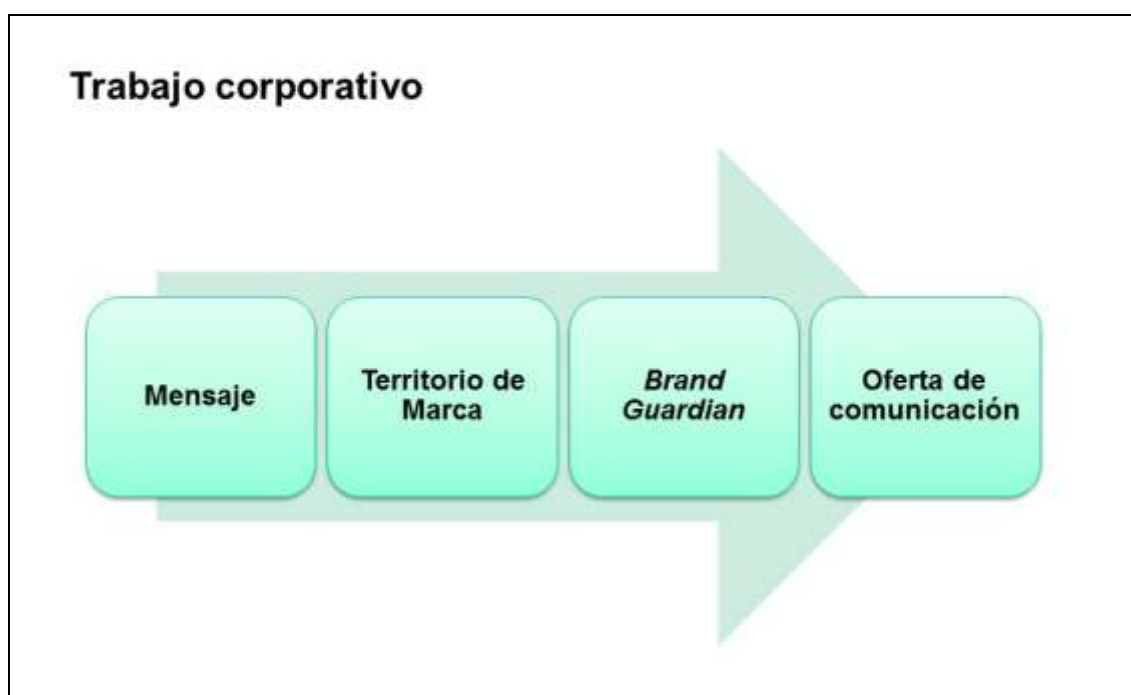 Trabajo corporativo
Mensaje
Territorio de
Marca
Brand
Guardian
Oferta de
comunicación